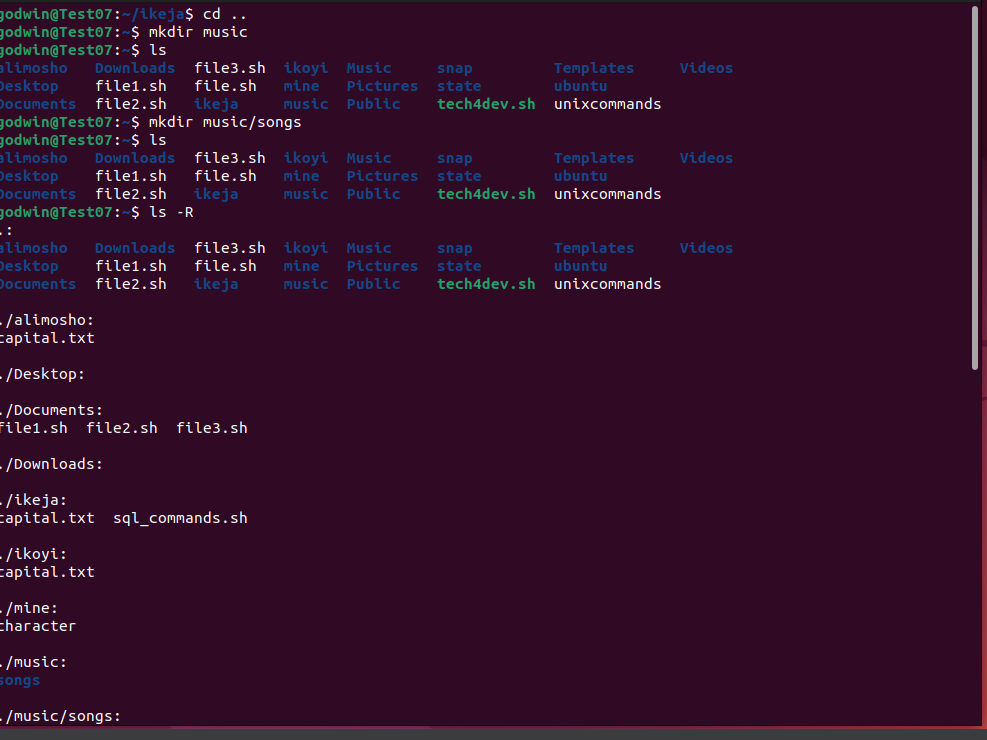 godwin@Test07:~/ikeja$ cd ..
godwin@Test07:~$ mkdir music
godwin@Test07:~$ ls
alimosho Downloads file3.sh ikoyi Music snap Templates Videos
Desktop file1.sh file.sh mine Pictures state ubuntu
Documents file2.sh ikeja music Public tech4dev.sh unixcommands
godwin@Test07:~$ mkdir music/songs
godwin@Test07:~$ ls
alimosho Downloads file3.sh ikoyi Music snap Templates Videos
Desktop file1.sh file.sh mine Pictures state ubuntu
Documents file2.sh ikeja music Public tech4dev.sh unixcommands
godwin@Test07:~$ ls -R
.:
alimosho Downloads file3.sh ikoyi Music snap Templates Videos
Desktop file1.sh file.sh mine Pictures state ubuntu
Documents file2.sh ikeja music Public tech4dev.sh unixcommands
./alimosho:
capital.txt
./Desktop:
./Documents:
file1.sh file2.sh file3.sh
./Downloads:
./ikeja:
capital.txt sql_commands.sh
./ikoyi:
capital.txt
./mine:
character
./music:
songs
./music/songs: